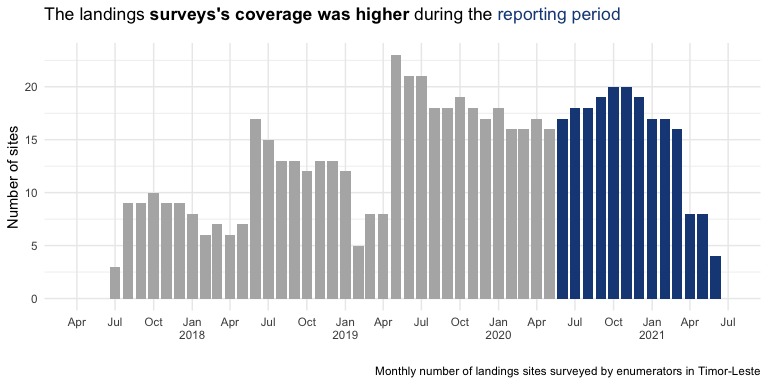 The landings surveys's coverage was higher during the reporting period
Number of sites
20
15
10
5
0
Apr Jul Oct Jan Apr Jul Oct Jan Apr Jul Oct Jan Apr Jul Oct Jan Apr Jul
2018 2019 2020 2021
Monthly number of landings sites surveyed by enumerators in Timor-Leste